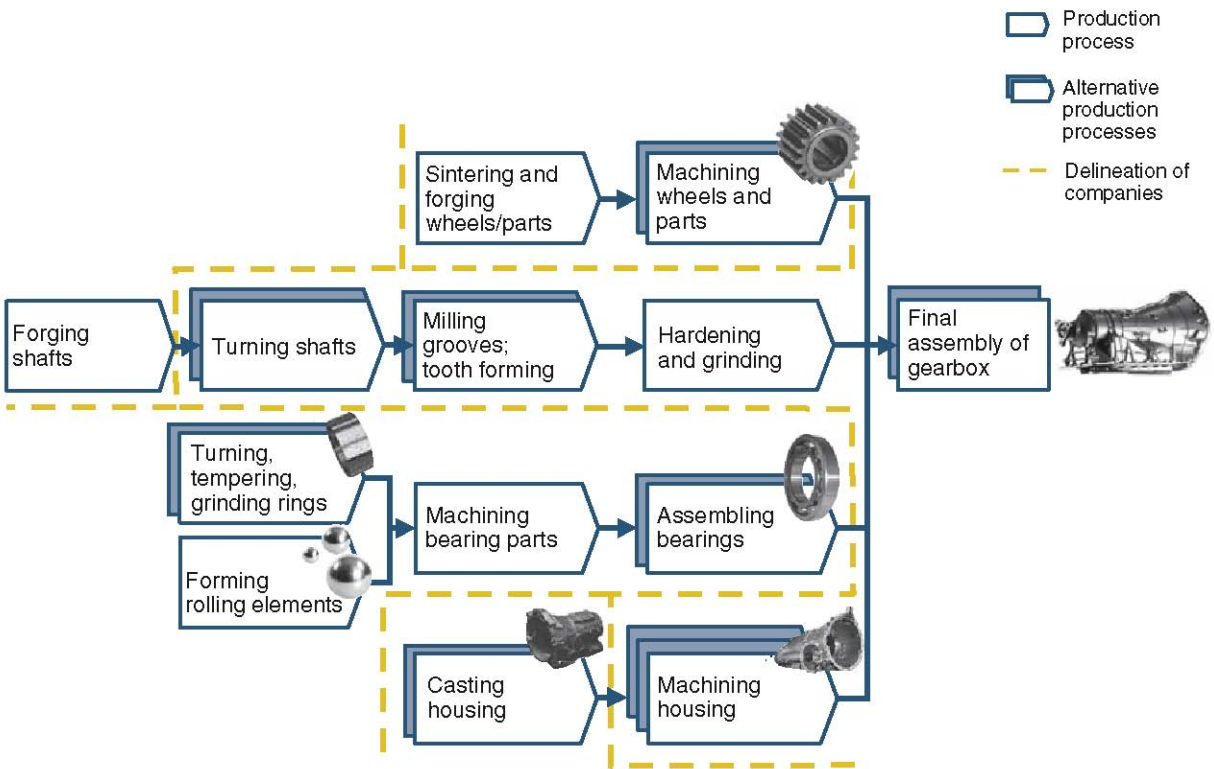 Production
process
Alternative
production
processes
Delineation of
companies
Sintering and
forging
wheels/parts
Machining
wheels and
parts
Forging
shafts
Turning shafts
Milling
grooves;
tooth forming
Hardening
and grinding
Final
assembly of
gearbox
Turning,
tempering,
grinding rings
Forming
rolling elements
Machining
bearing parts
Assembling
bearings
Casting
housing
Machining
housing